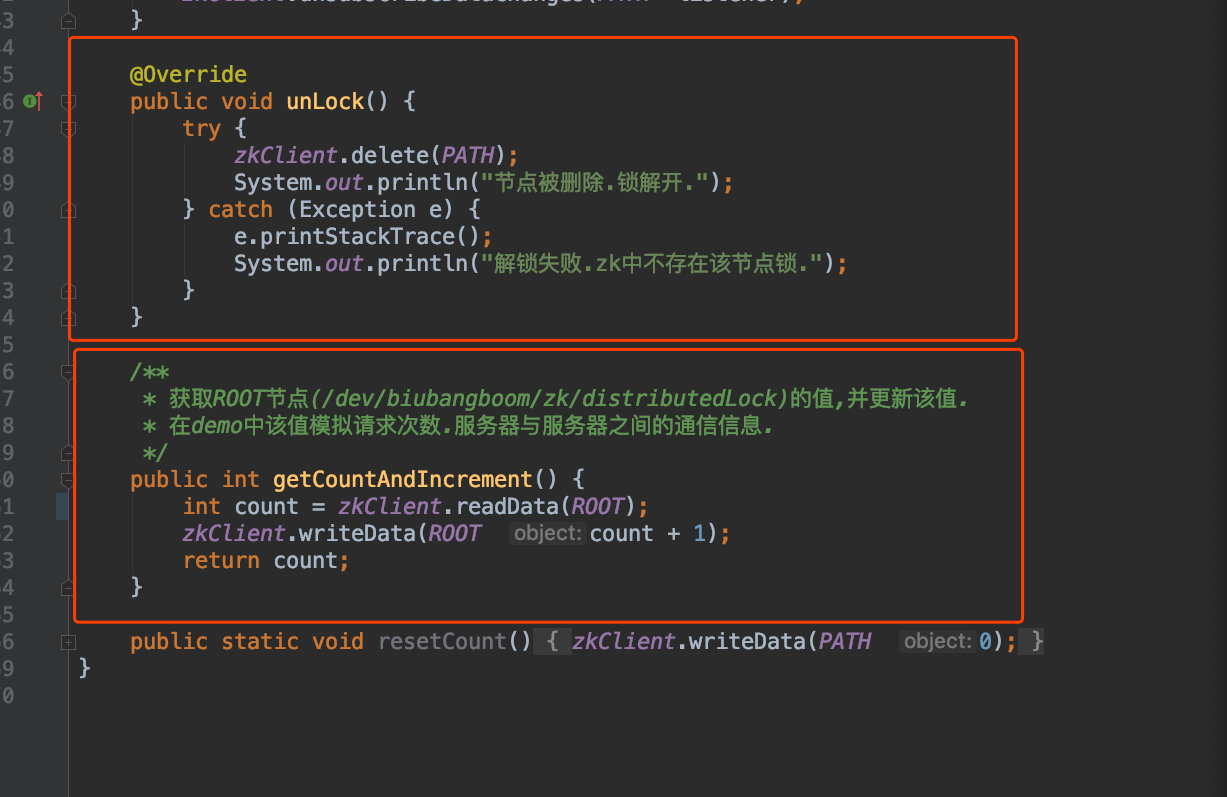 3 }
4
5 @Override
6 public void unLock() {
7 try {
8 zkClient.delete(PATH);
9 System.out.println("节点被删除.锁解开.");
0 } catch (Exception e) {
1 e.printStackTrace();
2 System.out.println("解锁失败.zk中不存在该节点锁.");
3 }
4 }
5
6 /**
7 * 获取ROOT节点(/dev/biubangboom/zk/distributedLock)的值,并更新该值.
8 * 在demo中该值模拟请求次数.服务器与服务器之间的通信信息.
9 */
0 public int getCountAndIncrement() {
1 int count = zkClient.readData(ROOT);
2 zkClient.writeData(ROOT object: count + 1);
3 return count;
4 }
5
6 public static void resetCount() { zkClient.writeData(PATH object: 0); }
9 }
0